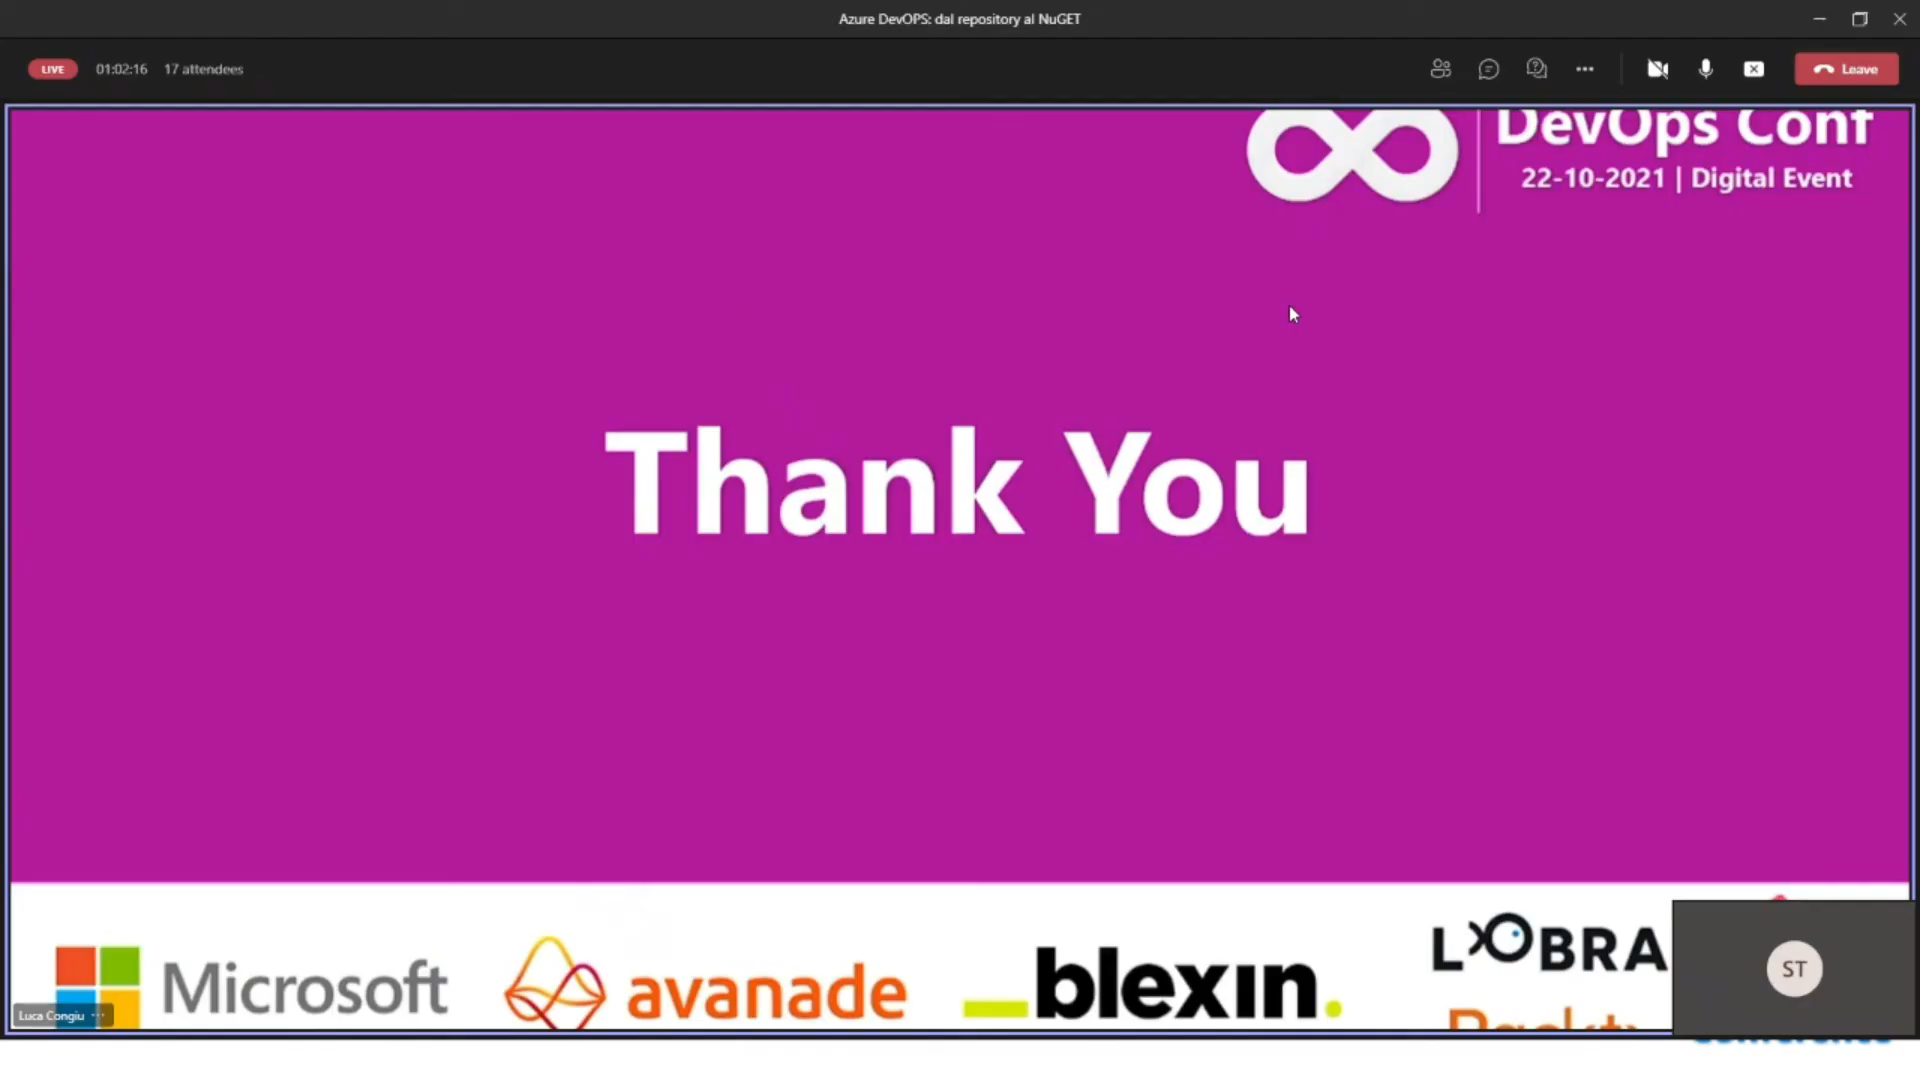 Azure DevOPS: dal repository al NuGET
LIVE 01:02:16 17 attendees
Leave
DevOps Conf
22-10-2021 | Digital Event
Thank You
Microsoft
avanade
blexin.
LOBRA
Luca Congiu ...
ST